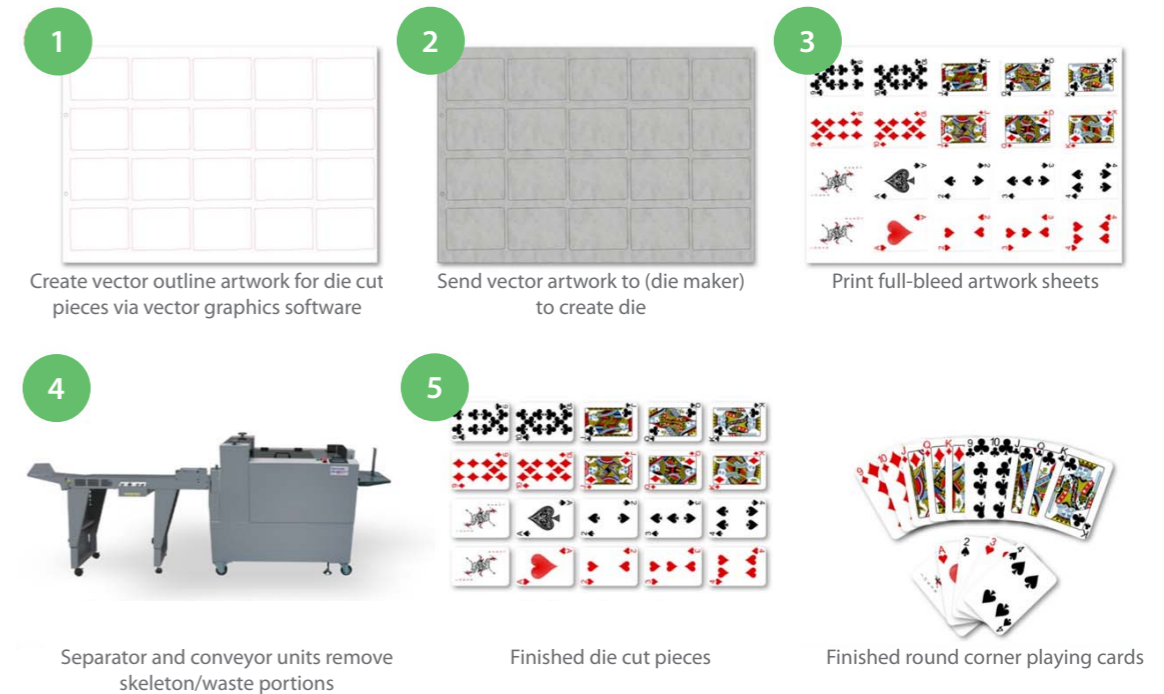 1
2
3
Create vector outline artwork for die cut
pieces via vector graphics software
Send vector artwork to (die maker)
to create die
Print full-bleed artwork sheets
4
5
Separator and conveyor units remove
skeleton/waste portions
Finished die cut pieces
Finished round corner playing cards